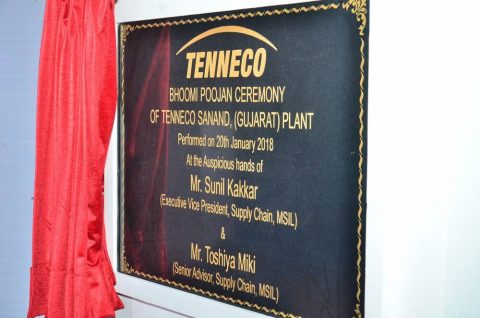 TENNECO
BHOOMI POOJAN CEREMONY
OF TENNECO SANAND, (GUJARAT) PLANT
Performed on 20th January 2018
At the Auspicious hands of
Mr. Sunil Kakkar
(Executive Vice President, Supply Chain, MSIL)
&
Mr. Toshiya Miki
(Senior Advisor, Supply Chain, MSIL)